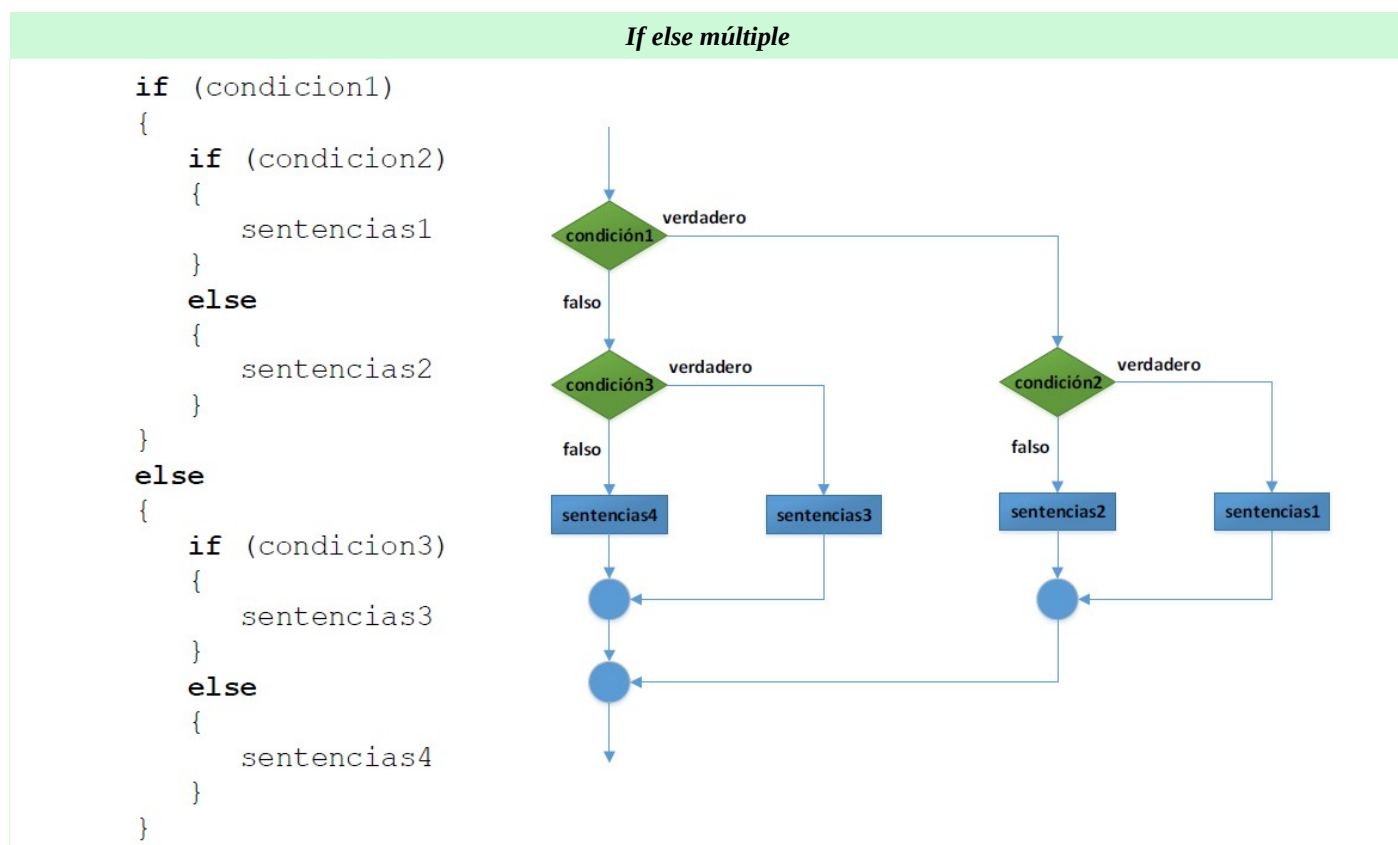 If else múltiple
if (condicion1)
{
if (condicion2)
{
sentencias1
}
else
{
sentencias2
}
}
else
{
if (condicion3)
{
sentencias3
}
else
{
sentencias4
}
}
condición1
verdadero
falso
condición3
verdadero
condición2
verdadero
falso
falso
sentencias4
sentencias3
sentencias2
sentencias1